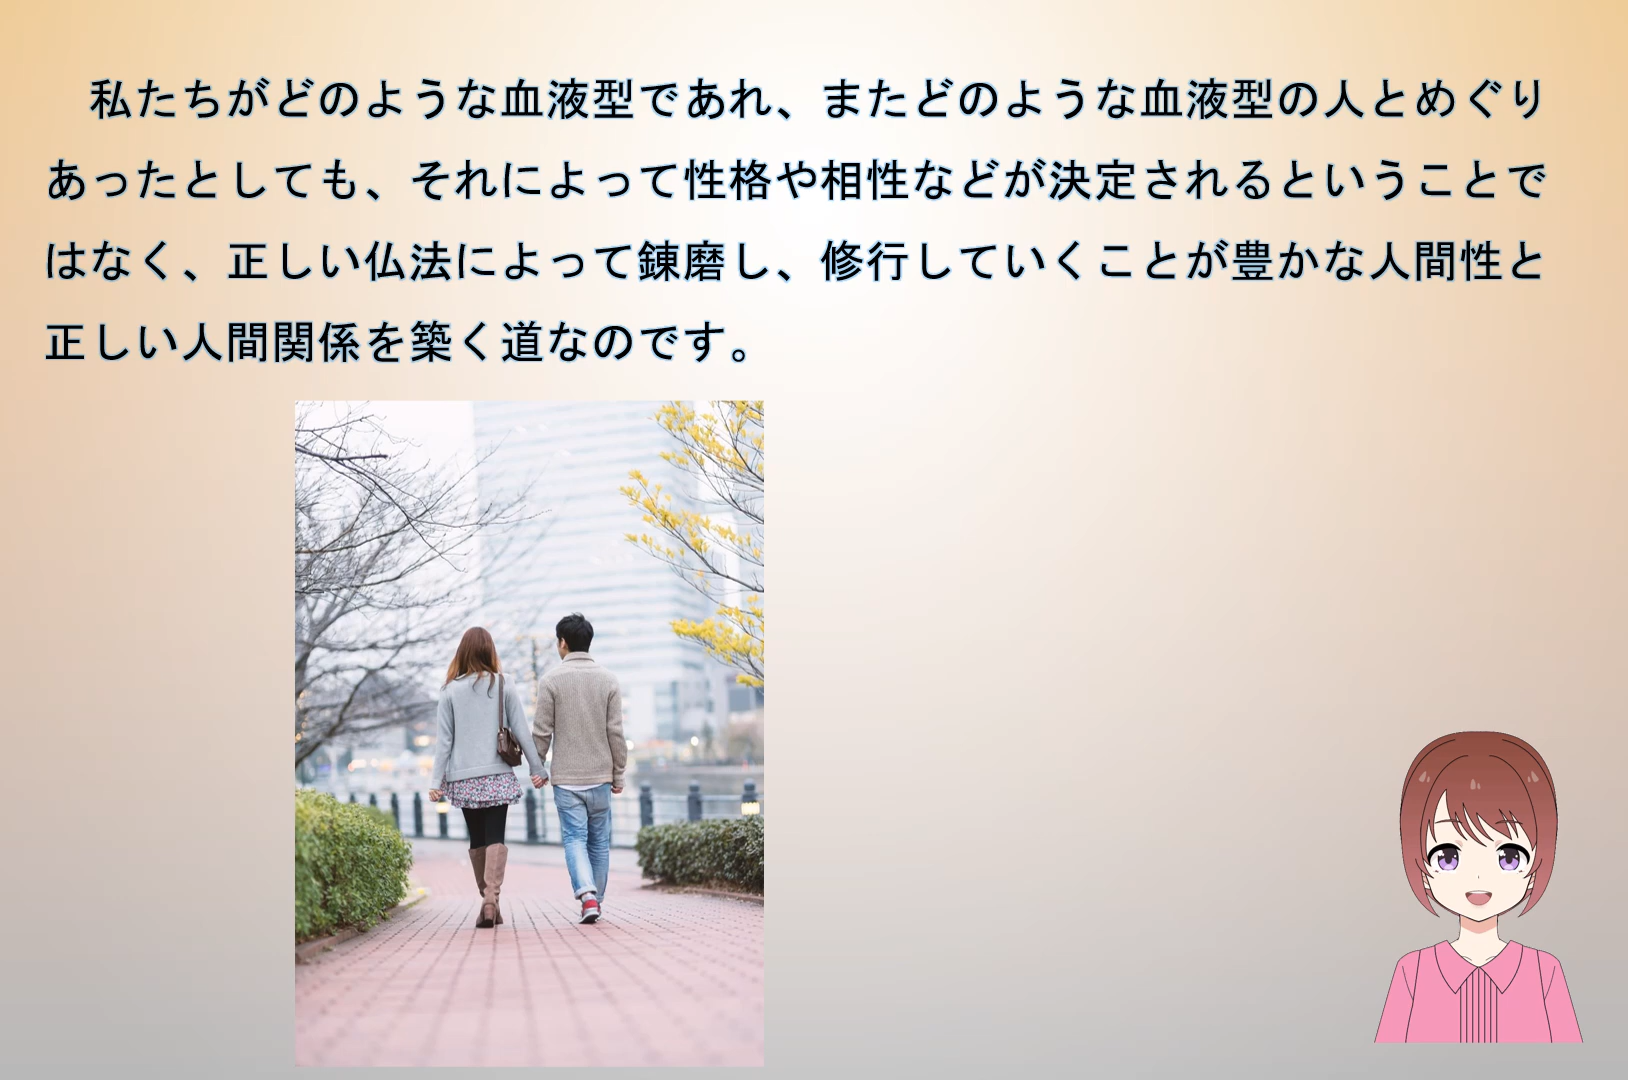 私たちがどのような血液型であれ、またどのような血液型の人とめぐり
あったとしても、それによって性格や相性などが決定されるということで
はなく、正しい仏法によって錬磨し、修行していくことが豊かな人間性と
正しい人間関係を築く道なのです。